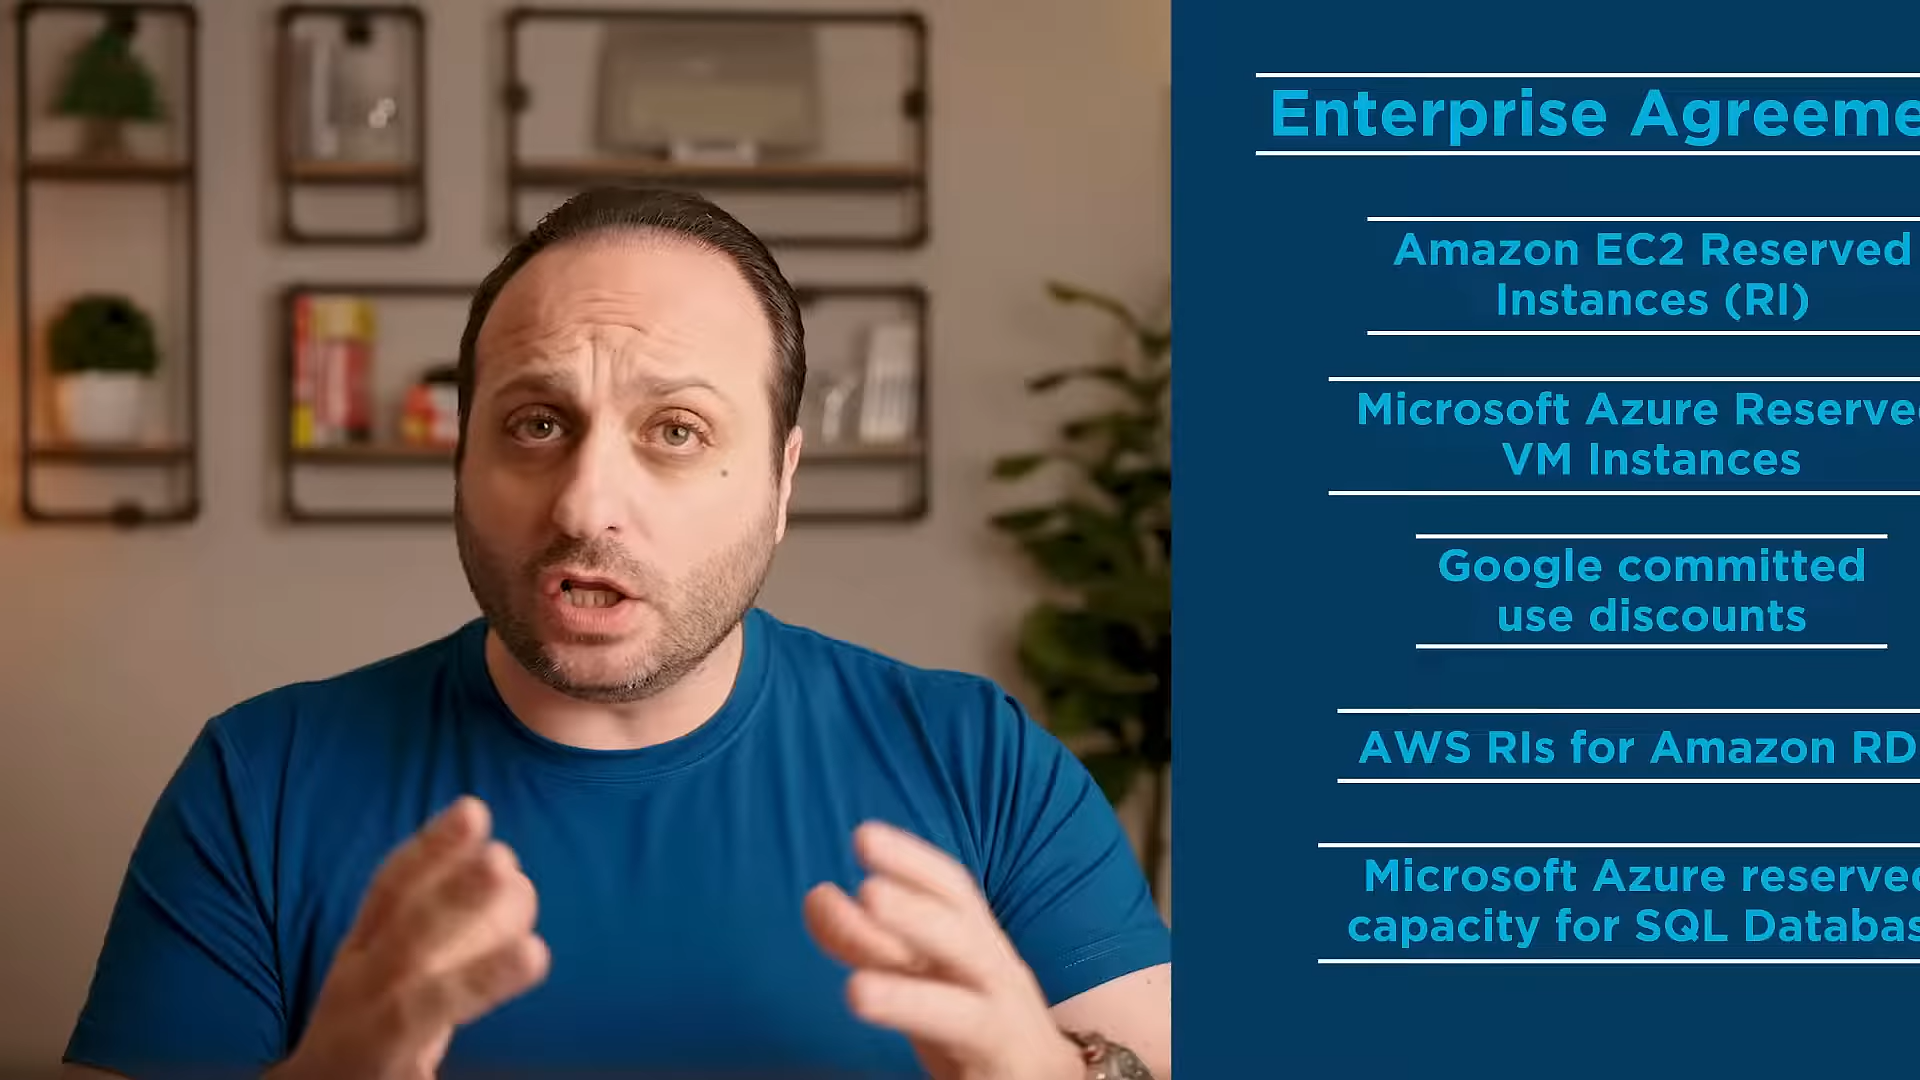 Enterprise Agreeme
Amazon EC2 Reserved
Instances (RI)
Microsoft Azure Reserve
VM Instances
Google committed
use discounts
AWS RIs for Amazon RD
Microsoft Azure reserved
capacity for SQL Databas